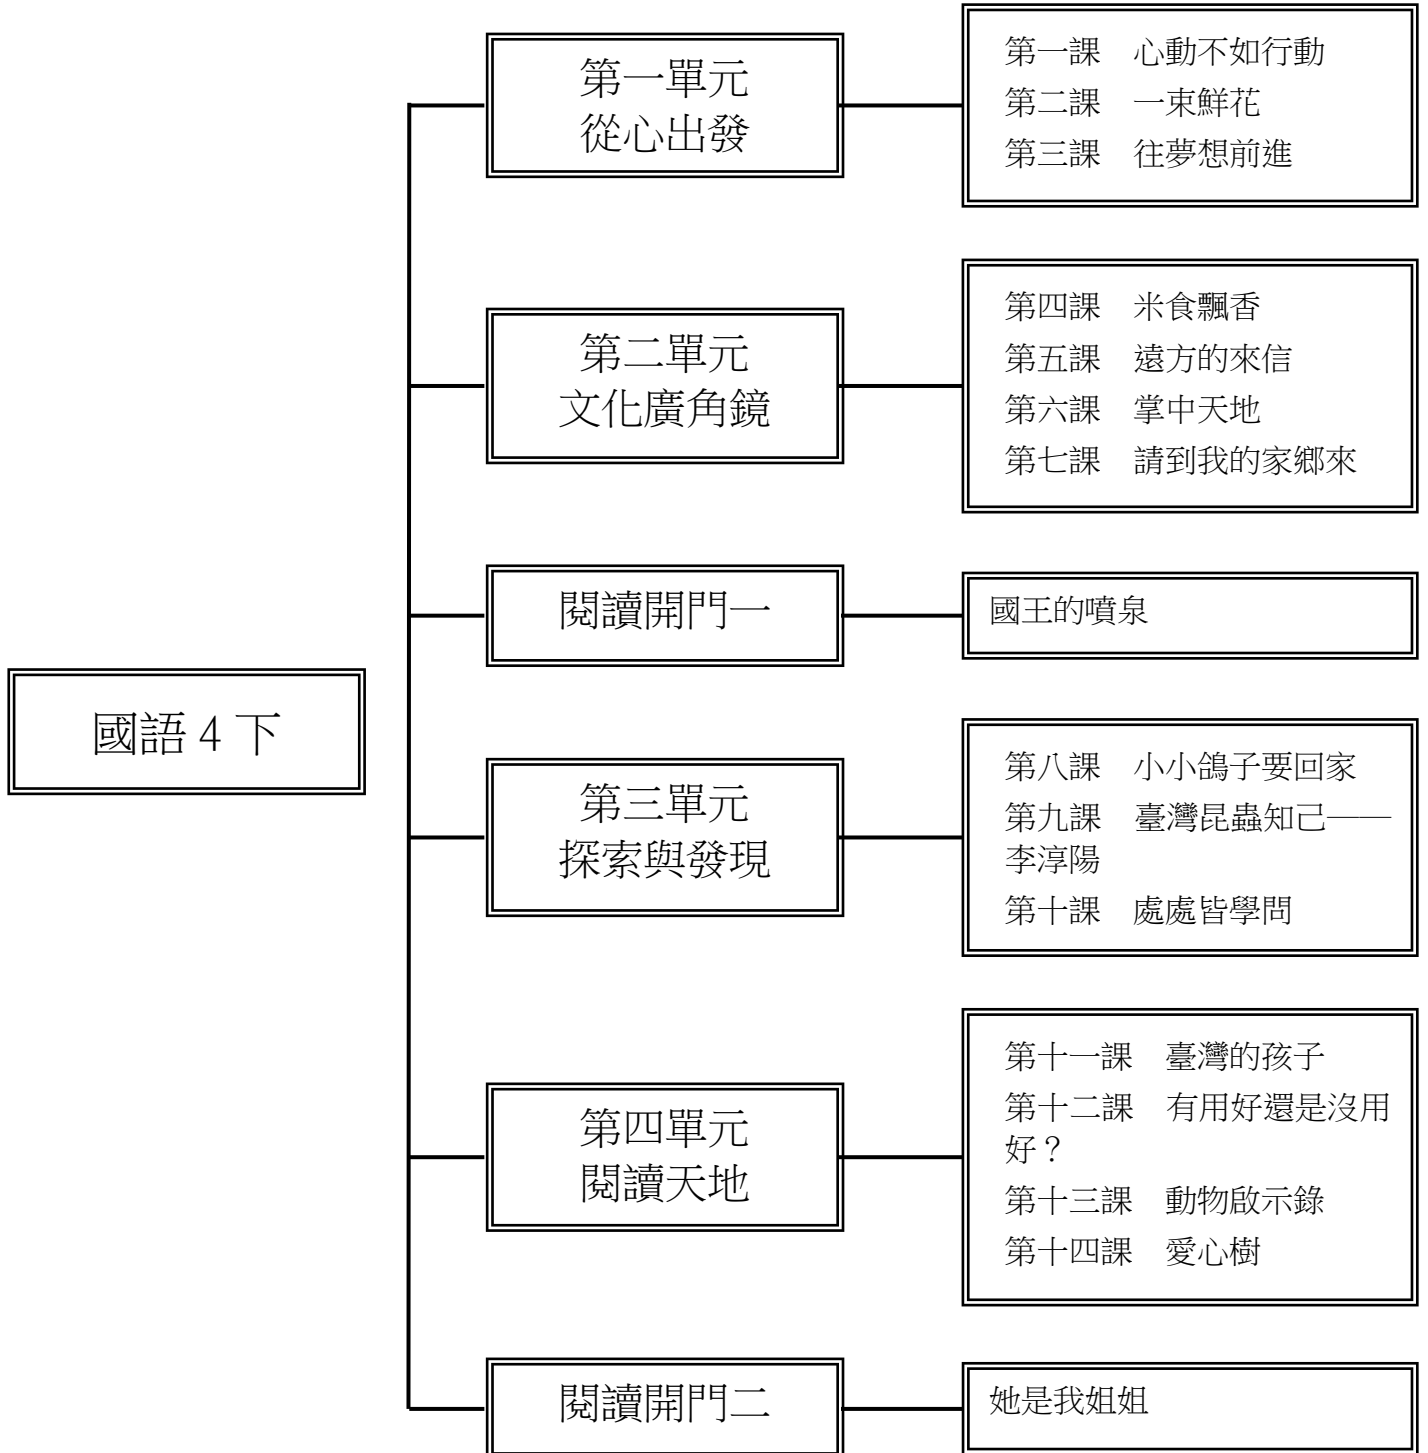 國語4下
第一單元
從心出發
第一課　心動不如行動
第二課　一束鮮花
第三課　往夢想前進
第二單元
文化廣角鏡
第四課　米食飄香
第五課　遠方的來信
第六課　掌中天地
第七課　請到我的家鄉來
閱讀開門一
國王的噴泉
第三單元
探索與發現
第八課　小小鴿子要回家
第九課　臺灣昆蟲知己——
李淳陽
第十課　處處皆學問
第四單元
閱讀天地
第十一課　臺灣的孩子
第十二課　有用好還是沒用
好？
第十三課　動物啟示錄
第十四課　愛心樹
閱讀開門二
她是我姐姐